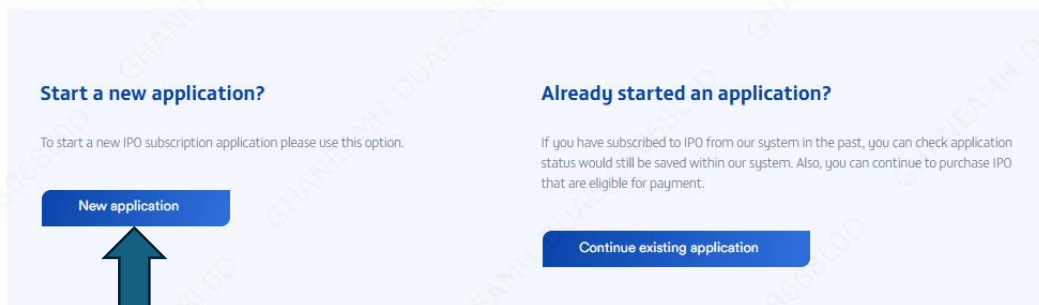 Start a new application?
To start a new IPO subscription application please use this option.
New application
Already started an application?
If you have subscribed to IPO from our system in the past, you can check application
status would still be saved within our system. Also, you can continue to purchase IPO
that are eligible for payment.
Continue existing application